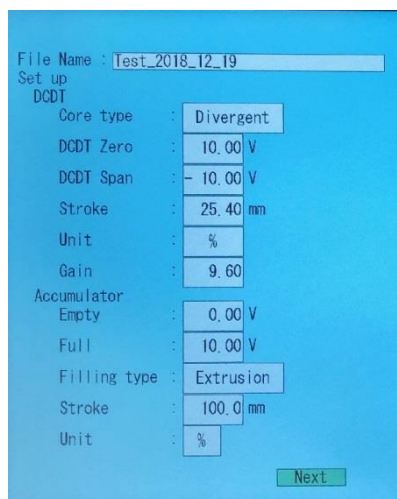 File Name : Test_2018_12_19
Set up
DCDT
Core type : Divergent
DCDT Zero : 10.00 V
DCDT Span : - 10.00 V
Stroke : 25.40 mm
Unit : %
Gain : 9.60
Accumulator
Empty : 0.00 V
Full : 10.00 V
Filling type : Extrusion
Stroke : 100.0 mm
Unit : %
Next